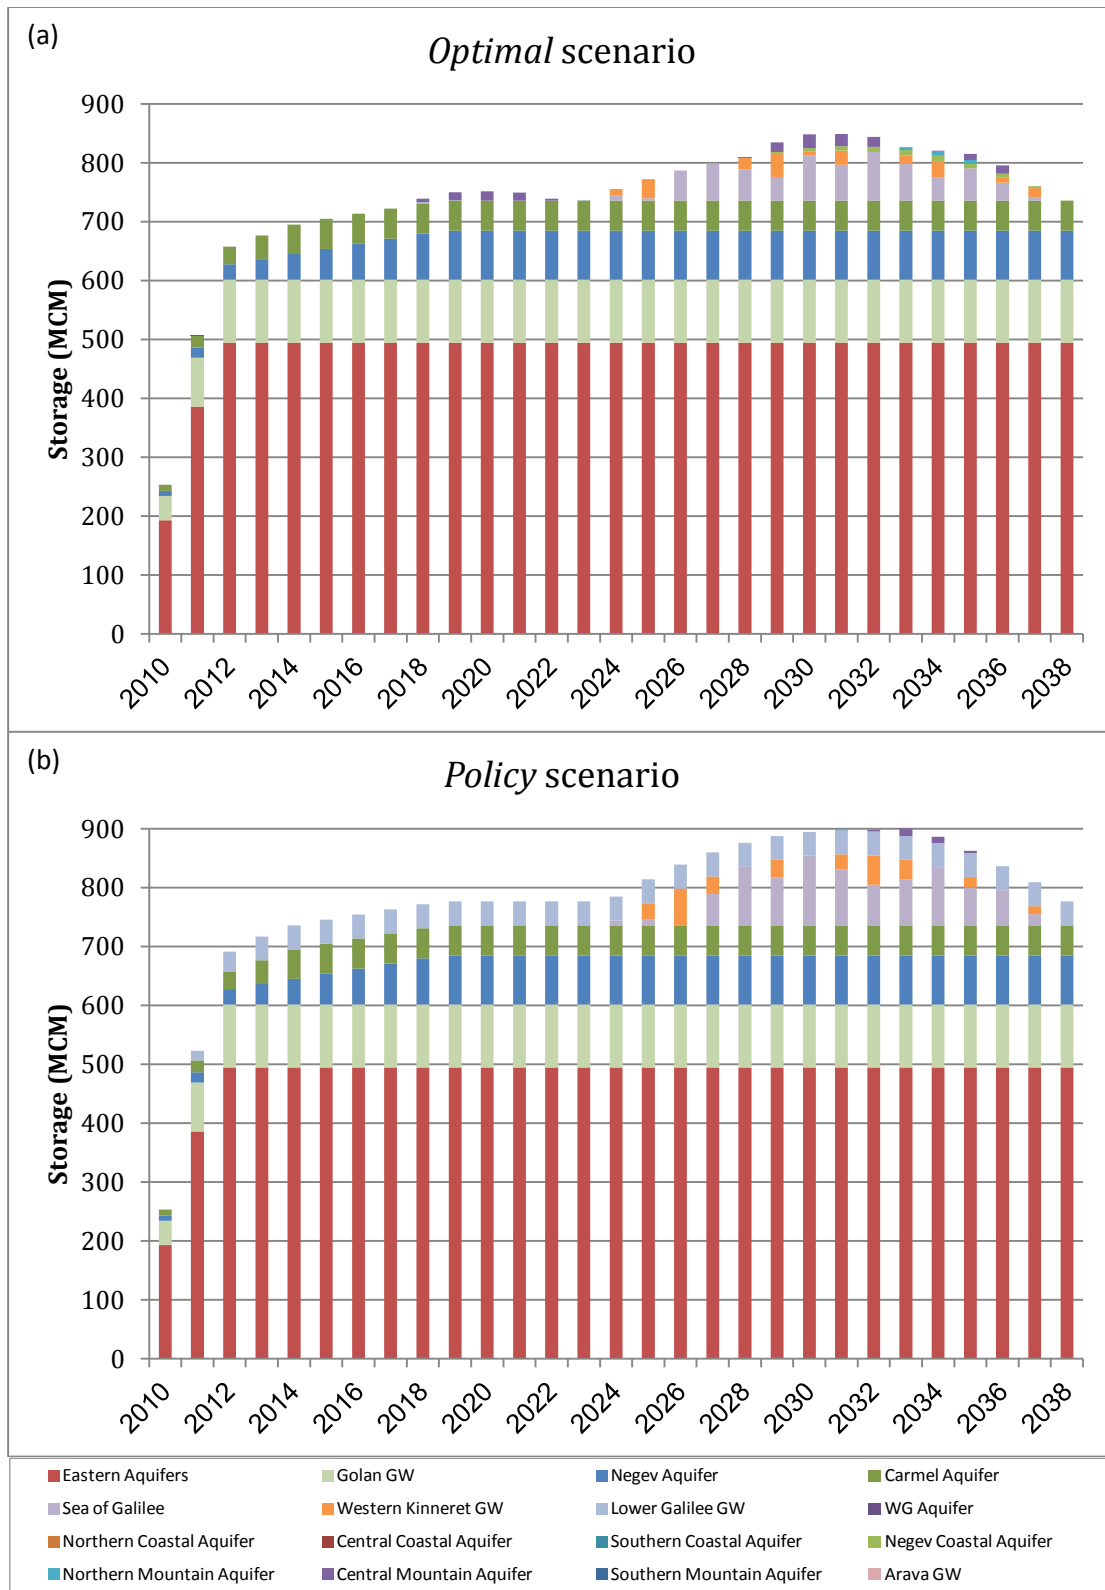 (a)
Optimal scenario
Storage (MCM)
900
800
700
600
500
400
300
200
100
0
2010 2012 2014 2016 2018 2020 2022 2024 2026 2028 2030 2032 2034 2036 2038
(b)
Policy scenario
Storage (MCM)
900
800
700
600
500
400
300
200
100
0
2010 2012 2014 2016 2018 2020 2022 2024 2026 2028 2030 2032 2034 2036 2038
Eastern Aquifers Golan GW Negev Aquifer Carmel Aquifer
Sea of Galilee Western Kinneret GW Lower Galilee GW WG Aquifer
Northern Coastal Aquifer Central Coastal Aquifer Southern Coastal Aquifer Negev Coastal Aquifer
Northern Mountain Aquifer Central Mountain Aquifer Southern Mountain Aquifer Arava GW